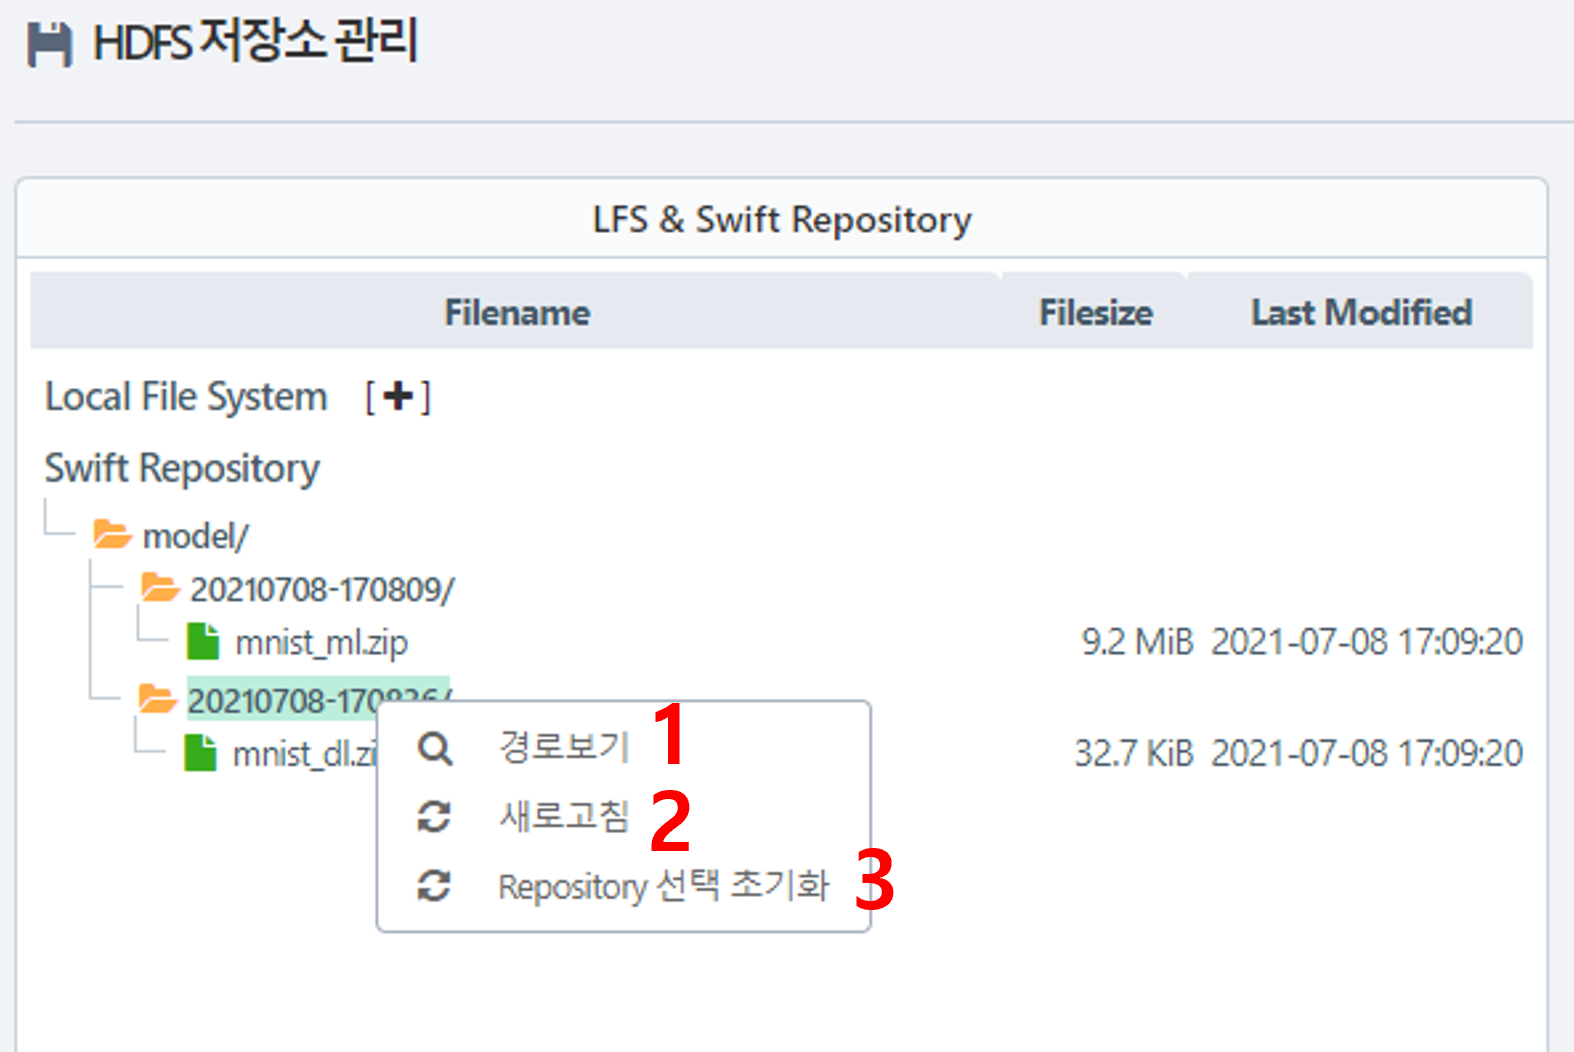 HDFS 저장소 관리
LFS & Swift Repository
Filename Filesize Last Modified
Local File System [+]
Swift Repository
model/
20210708-170809/
mnist_ml.zip 9.2 MiB 2021-07-08 17:09:20
20210708-170836/
mnist_dl.zi 32.7 KiB 2021-07-08 17:09:20
경로보기 1
새로고침 2
Repository 선택 초기화 3